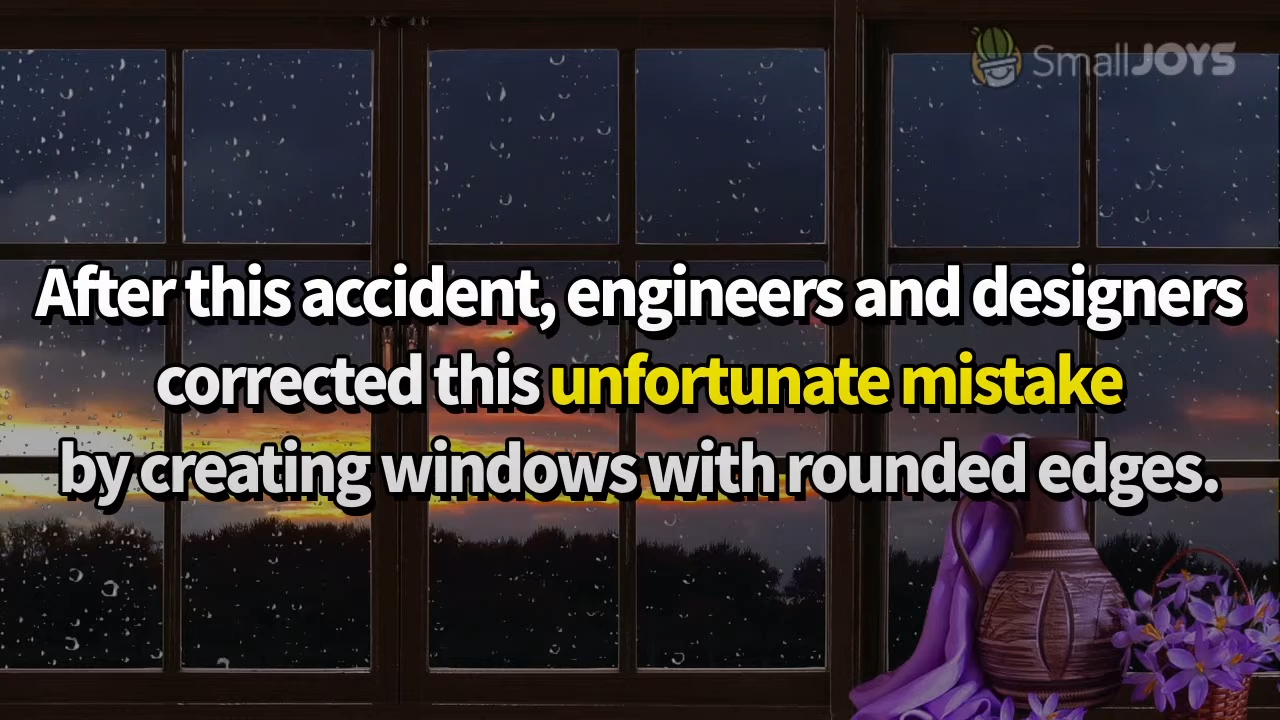 SmallJOYS
After this accident, engineers and designers
corrected this unfortunate mistake
by creating windows with rounded edges.